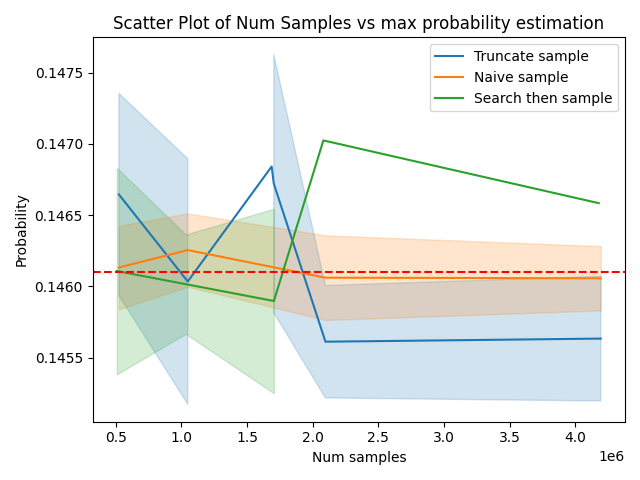 Scatter Plot of Num Samples vs max probability estimation
Truncate sample
Naive sample
Search then sample
Probability
0.1475
0.1470
0.1465
0.1460
0.1455
0.5 1.0 1.5 2.0 2.5 3.0 3.5 4.0
1e6
Num samples